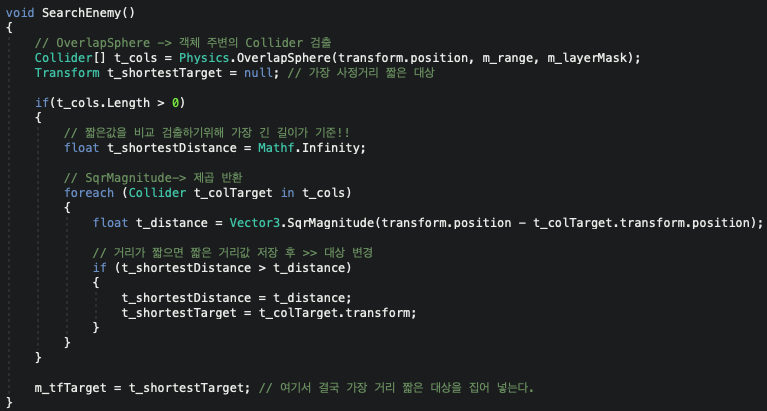 void SearchEnemy()
{
    // OverlapSphere -> 객체 주변의 Collider 검출
    Collider[] t_cols = Physics.OverlapSphere(transform.position, m_range, m_layerMask);
    Transform t_shortestTarget = null; // 가장 사정거리 짧은 대상
    if(t_cols.Length > 0)
    {
        // 짧은값을 비교 검출하기위해 가장 긴 길이가 기준!!
        float t_shortestDistance = Mathf.Infinity;
        // SqrMagnitude-> 제곱 반환
        foreach (Collider t_colTarget in t_cols)
        {
            float t_distance = Vector3.SqrMagnitude(transform.position - t_colTarget.transform.position);
            // 거리가 짧으면 짧은 거리값 저장 후 >> 대상 변경
            if (t_shortestDistance > t_distance)
            {
                t_shortestDistance = t_distance;
                t_shortestTarget = t_colTarget.transform;
            }
        }
    }
    m_tfTarget = t_shortestTarget; // 여기서 결국 가장 거리 짧은 대상을 집어 넣는다.
}